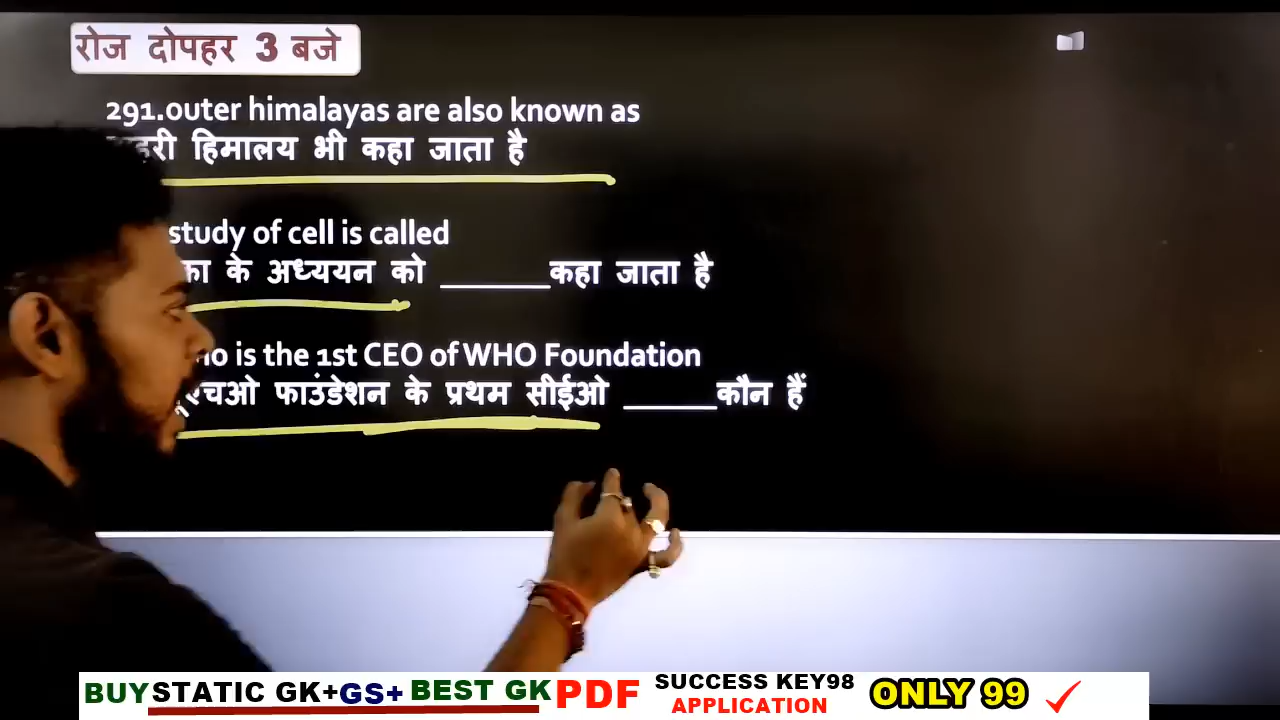 रोज दोपहर 3 बजे
291.outer himalayas are also known as
हिमालय भी कहा जाता है
study of cell is called
के अध्ययन को ______कहा जाता है
is the 1st CEO of WHO Foundation
फाउंडेशन के प्रथम सीईओ _____कौन हैं
BUY STATIC GK+GS+ BEST GK PDF SUCCESS KEY98 APPLICATION ONLY 99